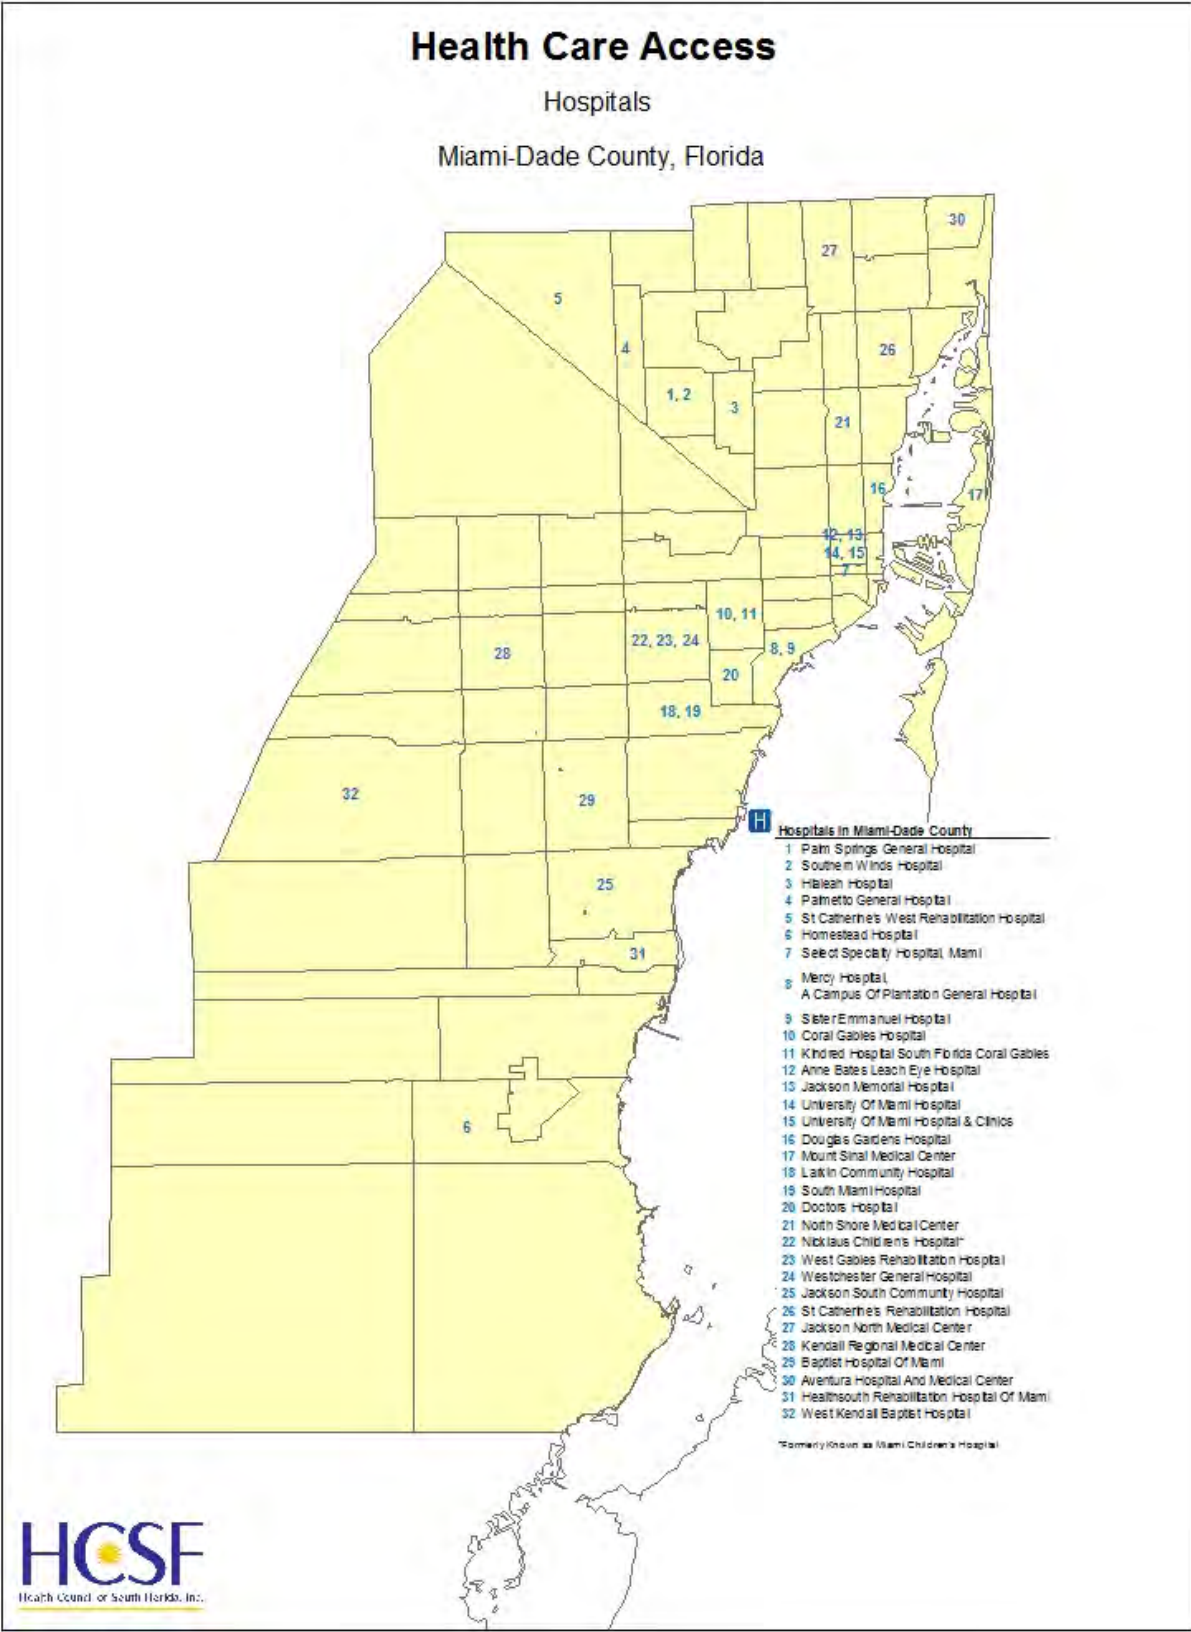 Health Care Access
Hospitals
Miami-Dade County, Florida
30
27
5
4
26
1, 2
3
21
16
17
12, 13,
14, 15
7
10, 11
22, 23, 24
8, 9
28
20
18, 19
32
29
25
31
6
H
Hospitals in Miami-Dade County
1 Palm Springs General Hospital
2 Southern Winds Hospital
3 Hialeah Hospital
4 Palmetto General Hospital
5 St Catherine's West Rehabilitation Hospital
6 Homestead Hospital
7 Select Specialty Hospital, Miami
8 Mercy Hospital,
A Campus Of Plantation General Hospital
9 Sister Emmanuel Hospital
10 Coral Gables Hospital
11 Kindred Hospital South Florida Coral Gables
12 Anne Bates Leach Eye Hospital
13 Jackson Memorial Hospital
14 University Of Miami Hospital
15 University Of Miami Hospital & Clinics
16 Douglas Gardens Hospital
17 Mount Sinai Medical Center
18 Larkin Community Hospital
19 South Miami Hospital
20 Doctors Hospital
21 North Shore Medical Center
22 Nicklaus Children's Hospital*
23 West Gables Rehabilitation Hospital
24 Westchester General Hospital
25 Jackson South Community Hospital
26 St Catherine's Rehabilitation Hospital
27 Jackson North Medical Center
28 Kendall Regional Medical Center
29 Baptist Hospital Of Miami
30 Aventura Hospital And Medical Center
31 Healthsouth Rehabilitation Hospital Of Miami
32 West Kendall Baptist Hospital
*Formerly Known as Miami Children's Hospital
HCSF
Health Council of South Florida, Inc.